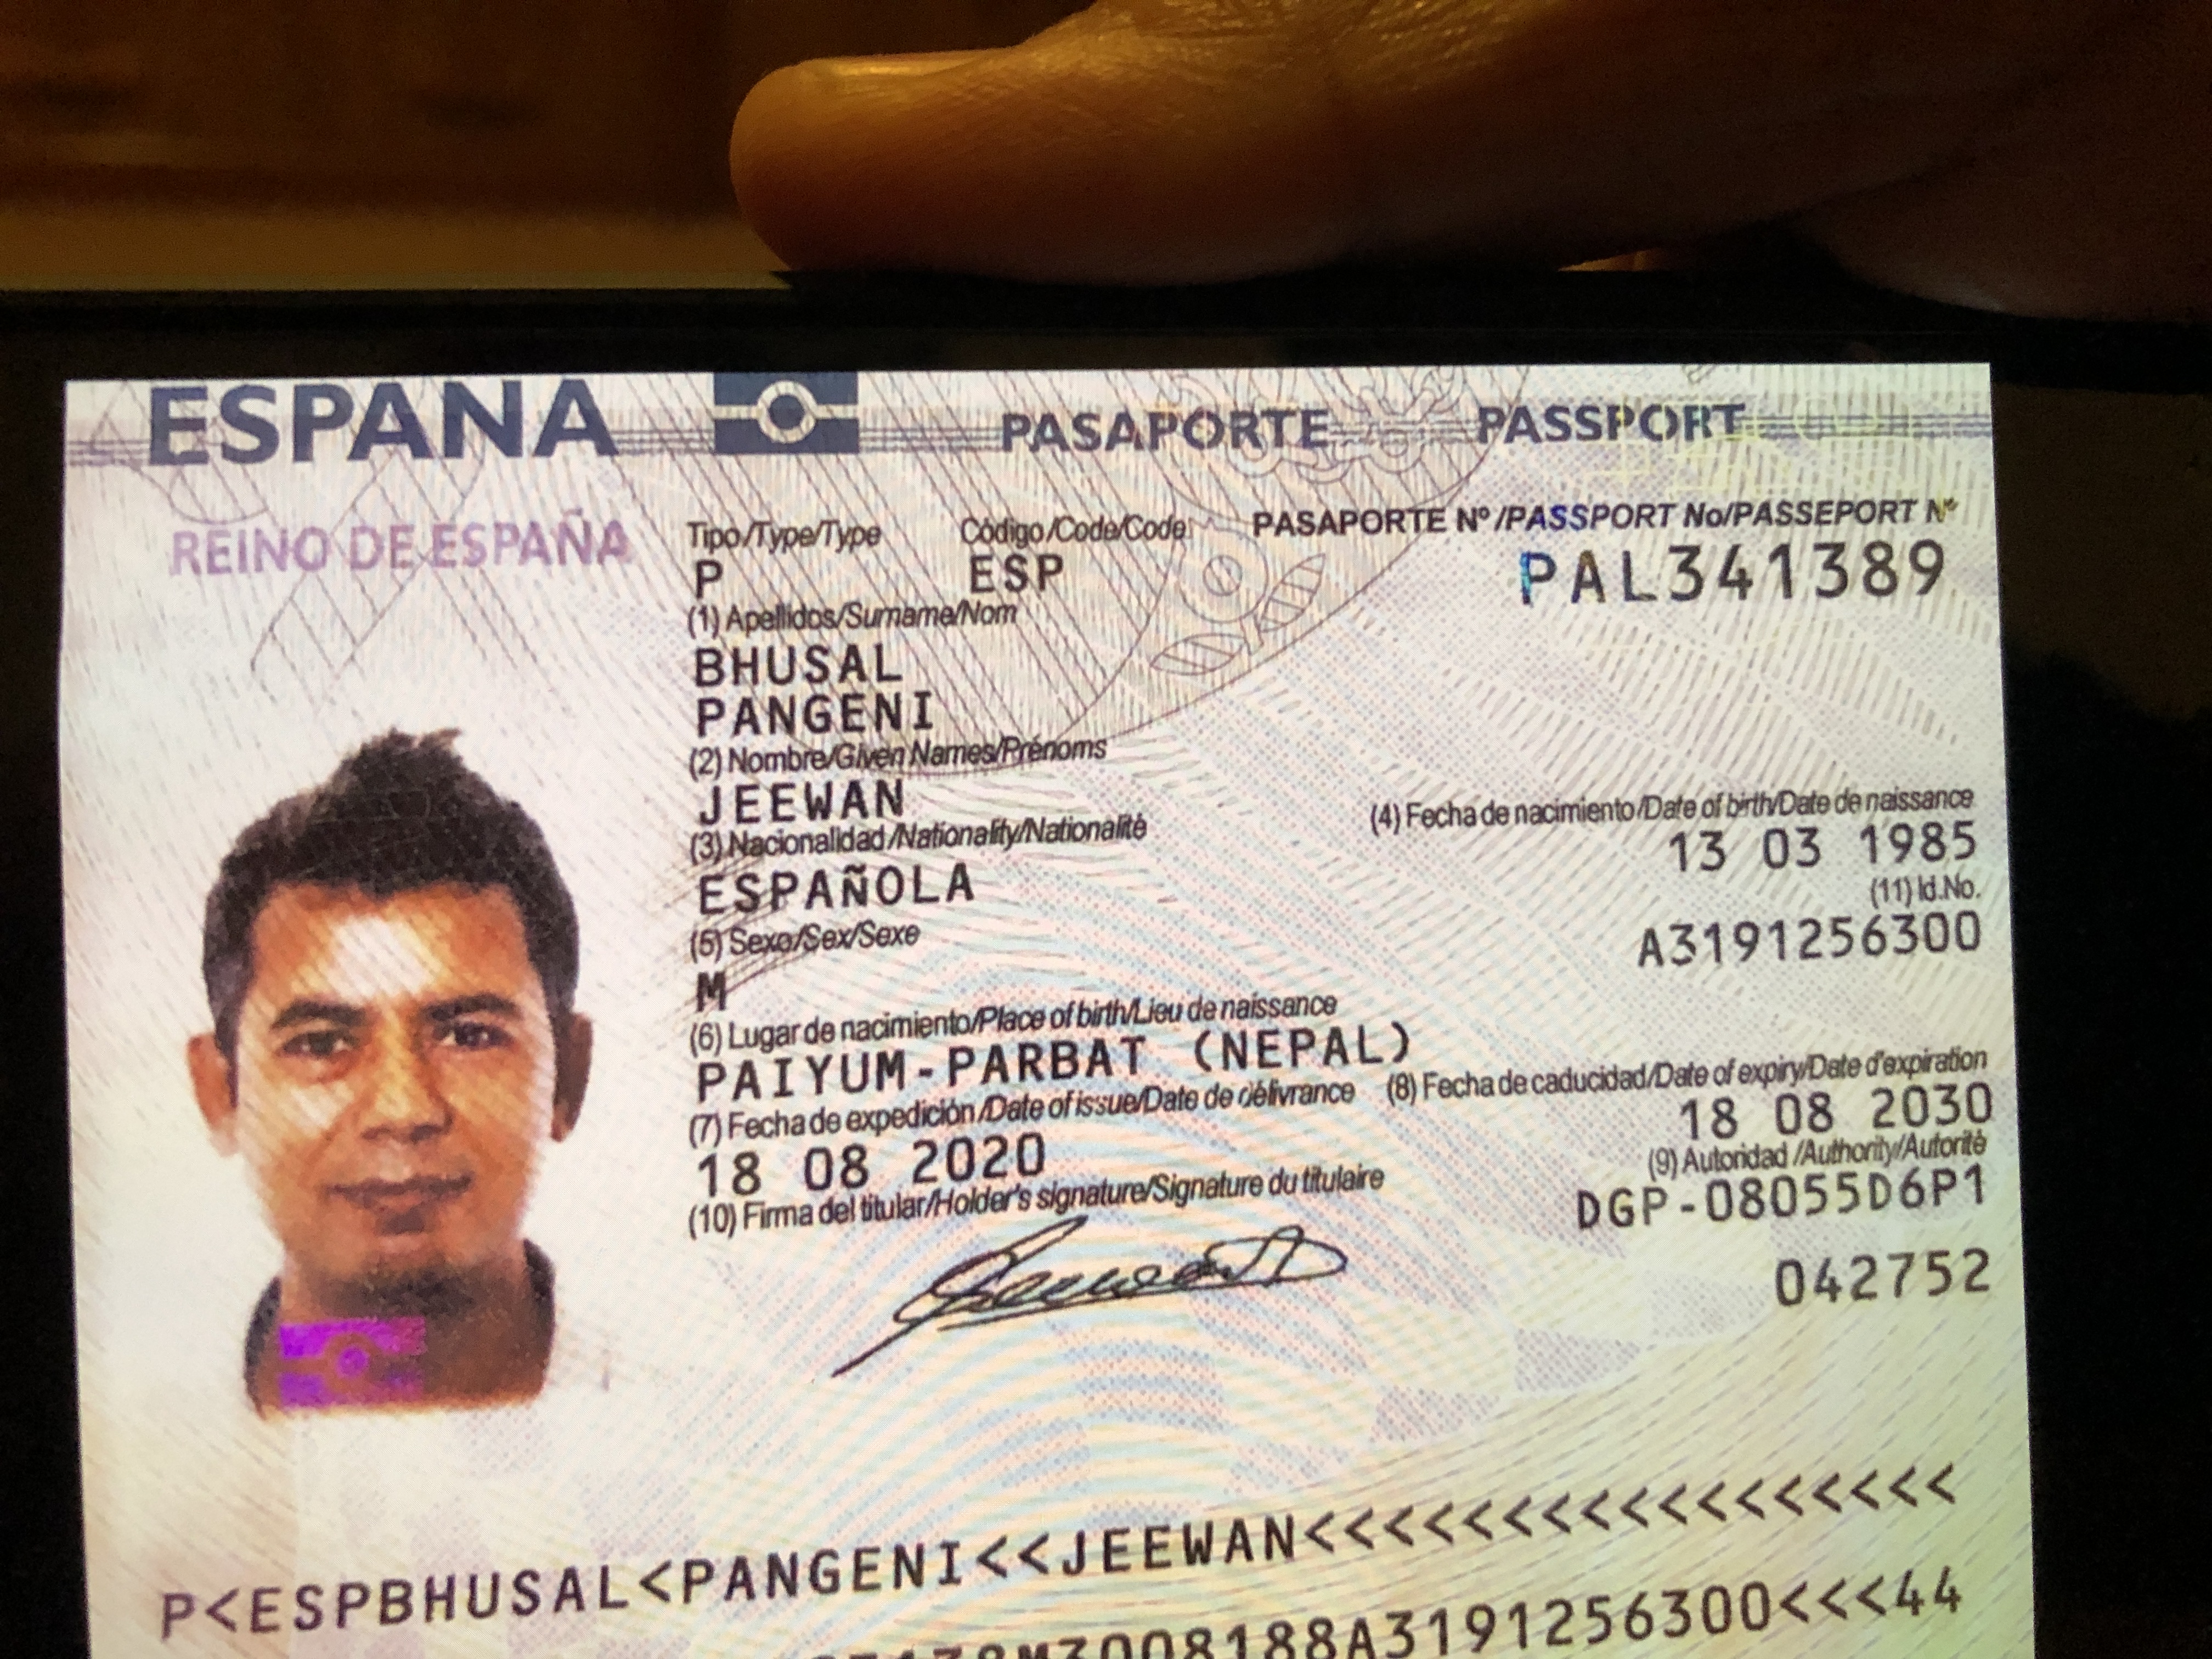 ESPAÑA PASAPORTE PASSPORT
REINO DE ESPAÑA
Tipo/Type/Type Código/Code/Code PASAPORTE Nº/PASSPORT No/PASSEPORT Nº
P ESP PAL341389
(1) Apellidos/Surname/Nom
BHUSAL
PANGENI
(2) Nombre/Given Names/Prénoms
JEEWAN
(3) Nacionalidad/Nationality/Nationalité (4) Fecha de nacimiento/Date of birth/Date de naissance
ESPAÑOLA 13 03 1985
(5) Sexo/Sex/Sexe (11) Id.No.
M A3191256300
(6) Lugar de nacimiento/Place of birth/Lieu de naissance
PAIYUM-PARBAT (NEPAL)
(7) Fecha de expedición/Date of issue/Date de délivrance (8) Fecha de caducidad/Date of expiry/Date d'expiration
18 08 2020 18 08 2030
(10) Firma del titular/Holder's signature/Signature du titulaire (9) Autoridad/Authority/Autorité
DGP-08055D6P1
042752
P<ESPBHUSAL<PANGENI<<JEEWAN<<<<<<<<<<<<<<<<<
3008188A3191256300<<<44